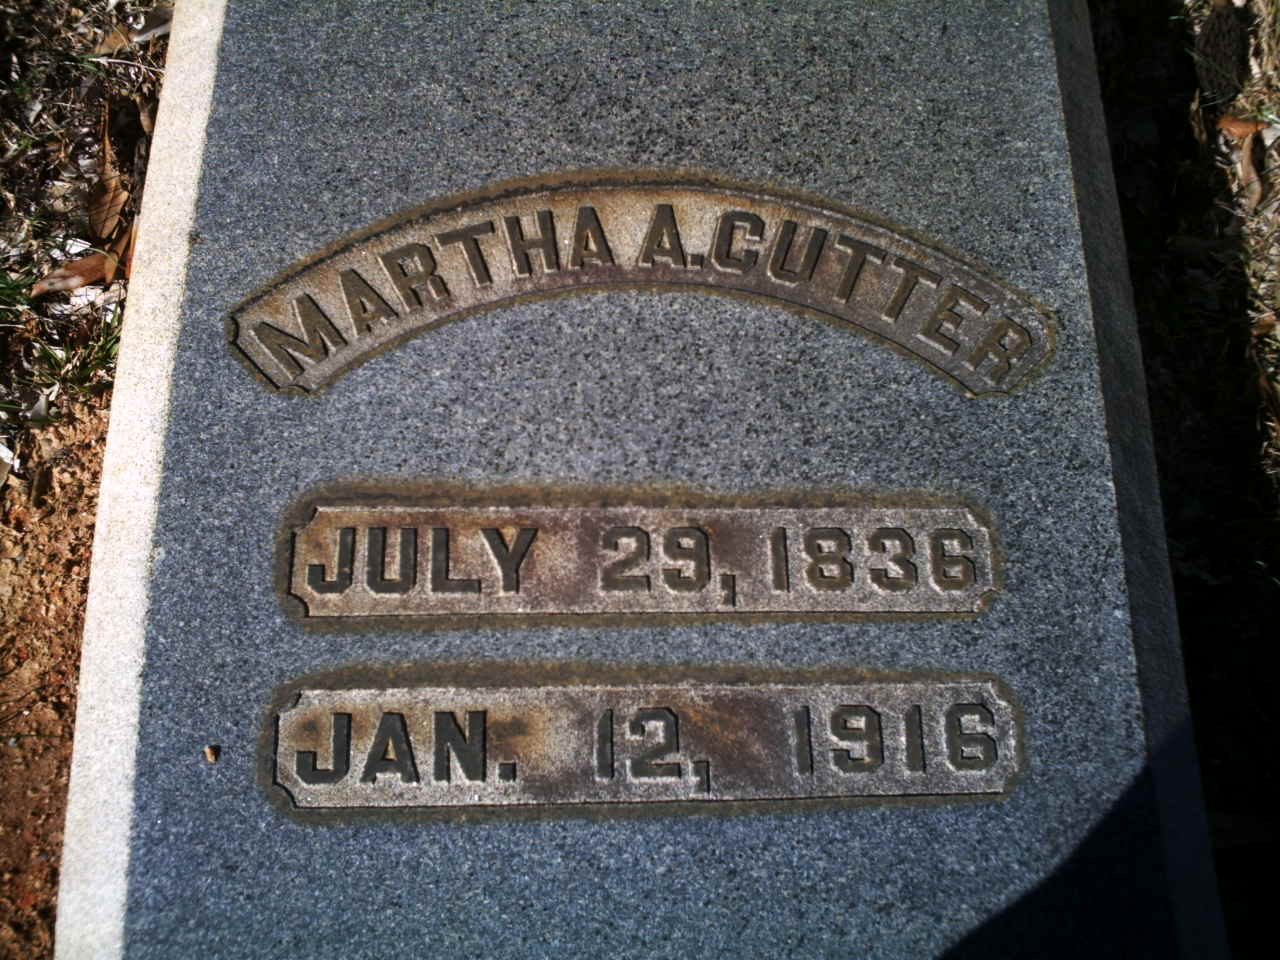 MARTHA A. CUTTER
JULY 29, 1836
JAN. 12, 1916